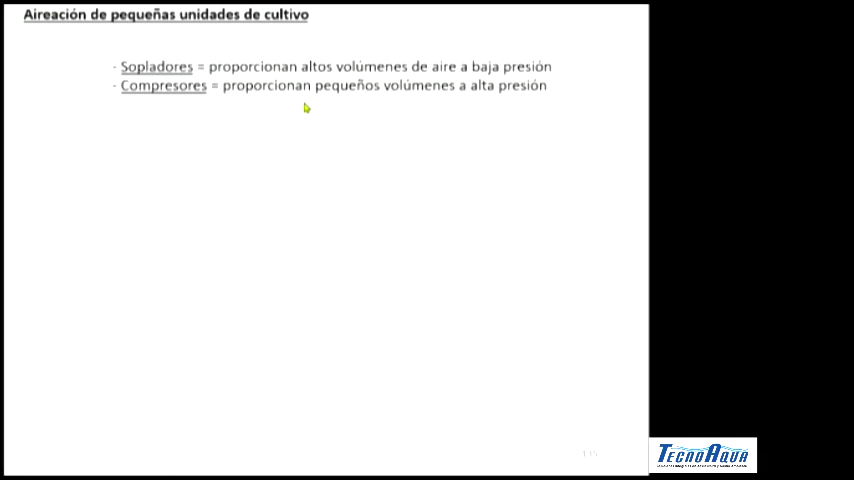 Aireación de pequeñas unidades de cultivo
- Sopladores = proporcionan altos volúmenes de aire a baja presión
- Compresores = proporcionan pequeños volúmenes a alta presión
TECNOAQUA